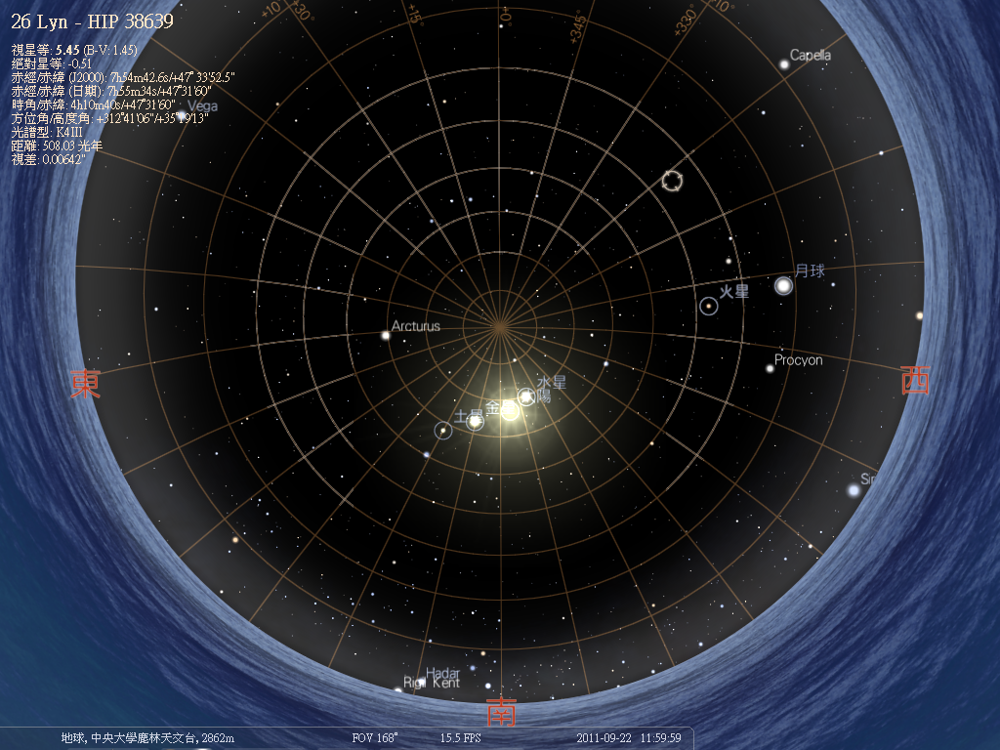 26 Lyn - HIP 38639
視星等: 5.45 (B-V: 1.45)
絕對星等: -0.51
赤經/赤緯 (J2000): 7h54m42.6s/+47°33'52.5"
赤經/赤緯 (日期): 7h55m34s/+47°31'60"
時角/赤緯: 4h10m40s/+47°31'60"
方位角/高度角: +312°41'06"/+35°19'13"
光譜型: K4III
距離: 508.03 光年
視差: 0.00642"
+10°
+30°
+15°
+0°
+345°
+330°
+10°
Capella
Vega
月球
火星
Arcturus
Procyon
水星
陽
金
土星
東
西
Sir
Hadar
Rigil Kent
南
地球, 中央大學鹿林天文台, 2862m
FOV 168°
15.5 FPS
2011-09-22 11:59:59